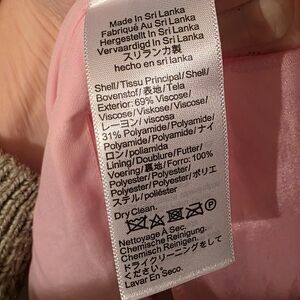 Made In Sri Lanka
Fabriqué Au Sri Lanka
Hergestellt In Sri Lanka
Vervaardigd In Sri Lanka
スリランカ製
hecho en sri lanka
Shell/Tissu Principal/Shell/
Bovenstof/表地/Tela
Exterior: 69% Viscose/
Viscose/Viskose/Viscose/
レーヨン/viscosa
31% Polyamide/Polyamide/
Polyamid/Polyamide/ナイ
ロン/poliamida
Lining/Doublure/Futter/
Voering/裏地/Forro: 100%
Polyester/Polyester/
Polyester/Polyester/ポリエ
ステル/poliéster
Dry Clean.
Nettoyage À Sec.
Chemische Reinigung.
Chemisch Reinigen.
ドライクリーニングをして
ください。
Lavar En Seco.